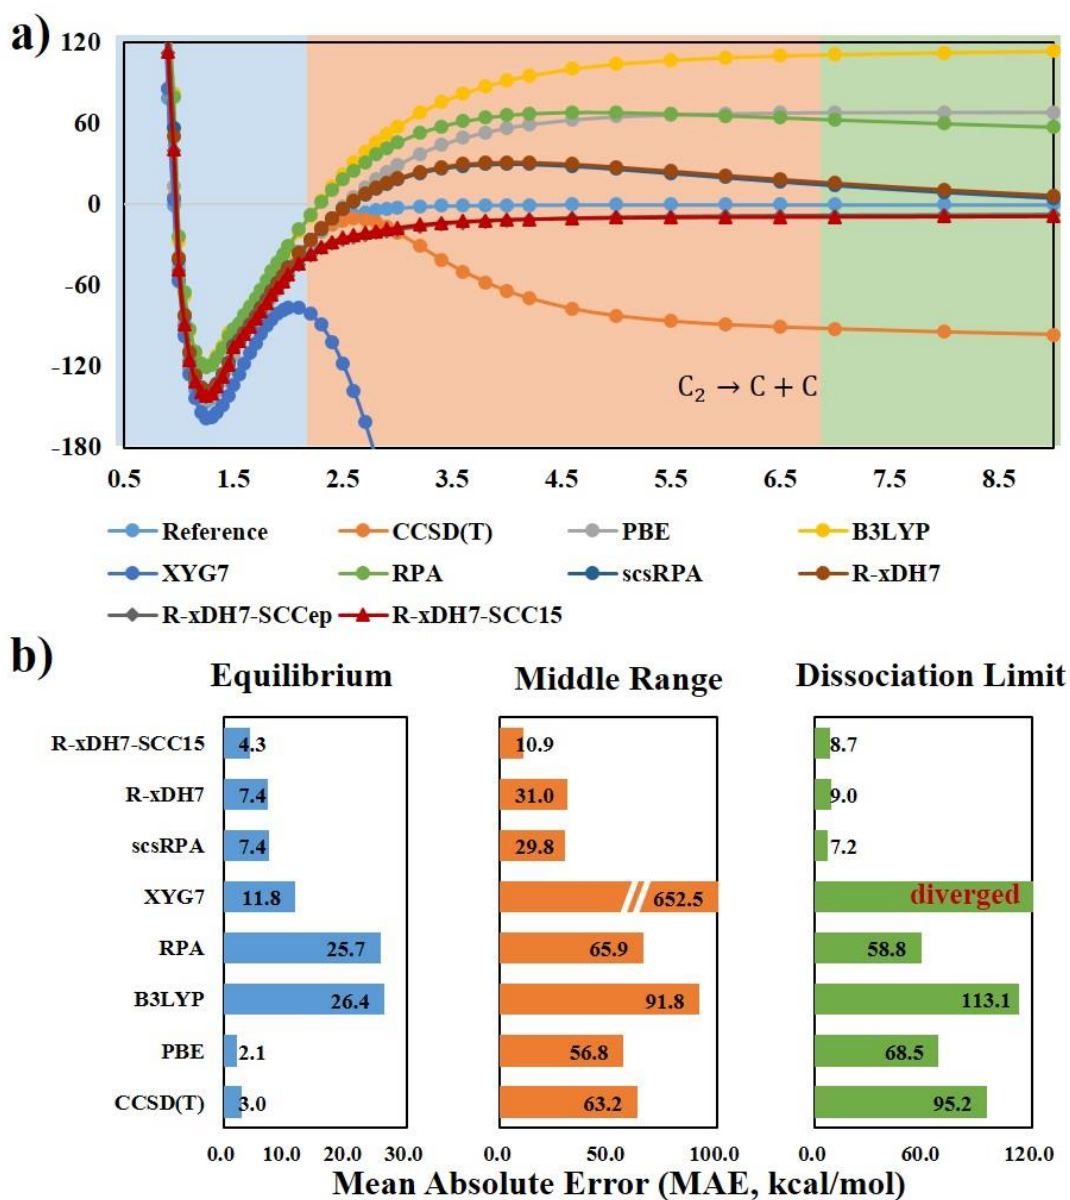 a)
120
60
0
-60
-120
-180
C₂ → C + C
0.5 1.5 2.5 3.5 4.5 5.5 6.5 7.5 8.5
Reference CCSD(T) PBE B3LYP
XYG7 RPA scsRPA R-xDH7
R-xDH7-SCCep R-xDH7-SCC15
b)
Equilibrium Middle Range Dissociation Limit
R-xDH7-SCC15 4.3 10.9 8.7
R-xDH7 7.4 31.0 9.0
scsRPA 7.4 29.8 7.2
XYG7 11.8 652.5 diverged
RPA 25.7 65.9 58.8
B3LYP 26.4 91.8 113.1
PBE 2.1 56.8 68.5
CCSD(T) 3.0 63.2 95.2
0.0 10.0 20.0 30.0 0.0 50.0 100.0 0.0 60.0 120.0
Mean Absolute Error (MAE, kcal/mol)